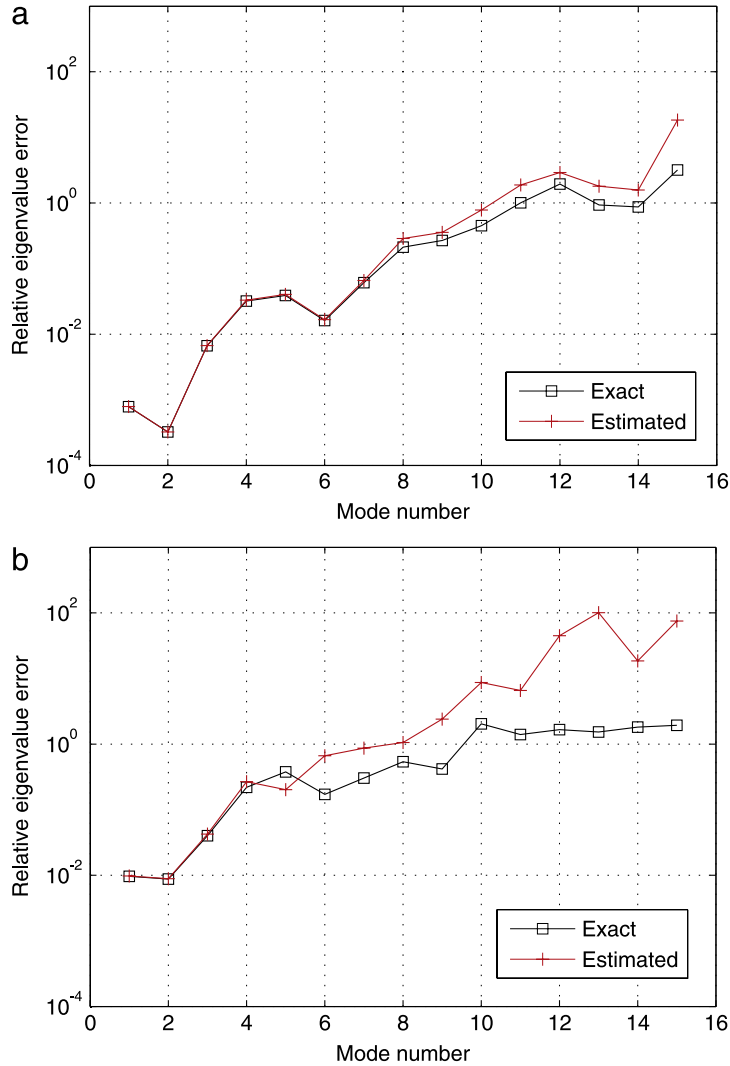 a
10^2
10^0
10^-2
10^-4
Relative eigenvalue error
0 2 4 6 8 10 12 14 16
Mode number
Exact
Estimated
b
10^2
10^0
10^-2
10^-4
Relative eigenvalue error
0 2 4 6 8 10 12 14 16
Mode number
Exact
Estimated